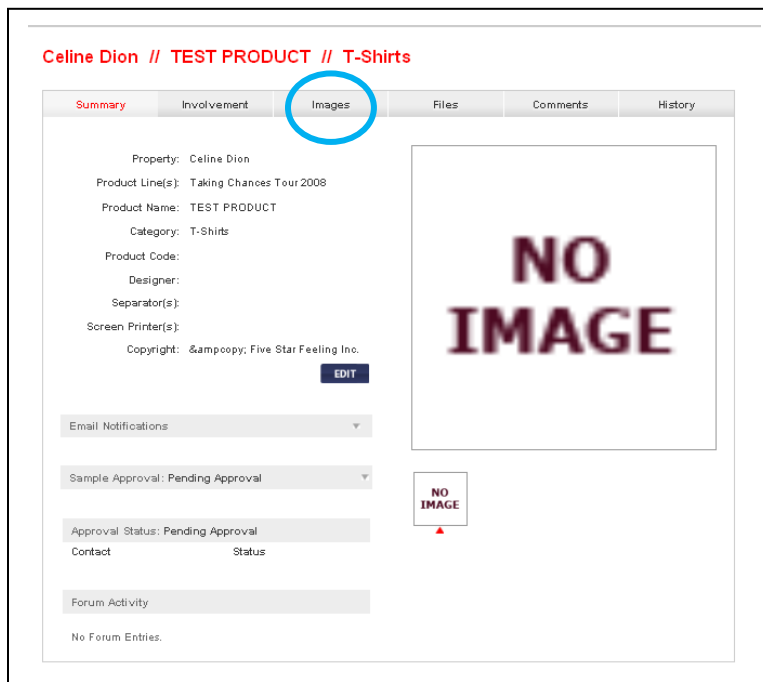 Celine Dion // TEST PRODUCT // T-Shirts
Summary Involvement Images Files Comments History
Property: Celine Dion
Product Line(s): Taking Chances Tour 2008
Product Name: TEST PRODUCT
Category: T-Shirts
Product Code:
Designer:
Separator(s):
Screen Printer(s):
Copyright: &ampcopy; Five Star Feeling Inc.
EDIT
Email Notifications
Sample Approval: Pending Approval
Approval Status: Pending Approval
Contact Status
Forum Activity
No Forum Entries.
NO
IMAGE
NO
IMAGE